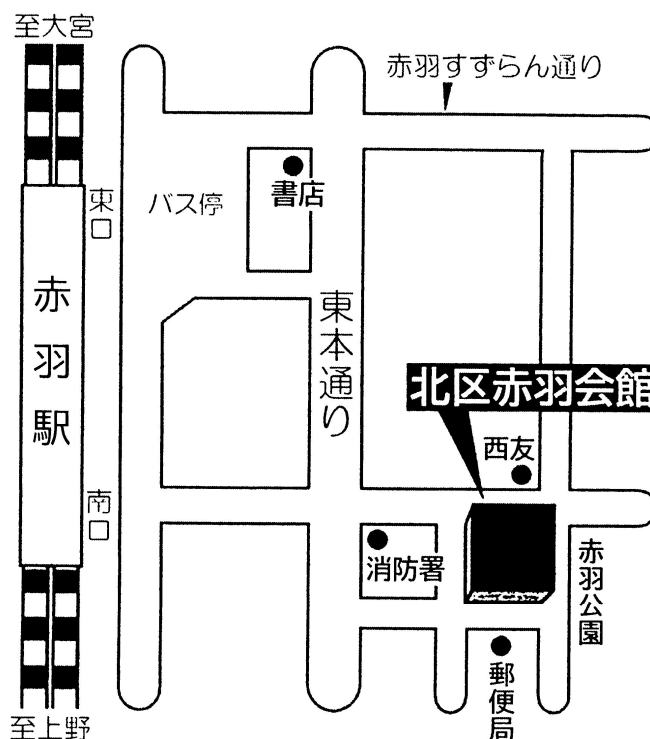 至大宮
赤羽すずらん通り
東口
バス停
書店
赤羽駅
東本通り
北区赤羽会館
西友
南口
消防署
赤羽公園
郵便局
至上野